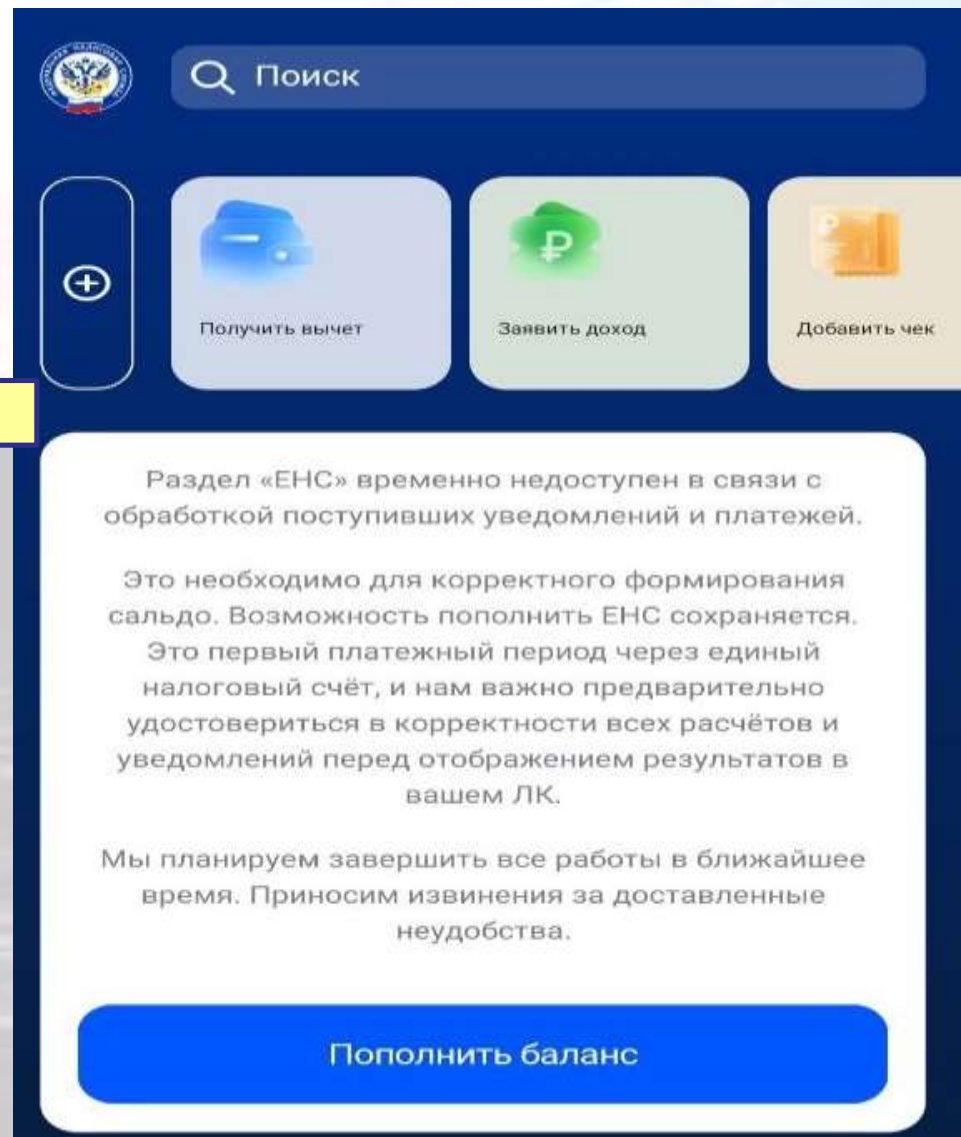 Поиск
Получить вычет
Заявить доход
Добавить чек
Раздел «ЕНС» временно недоступен в связи с
обработкой поступивших уведомлений и платежей.
Это необходимо для корректного формирования
сальдо. Возможность пополнить ЕНС сохраняется.
Это первый платежный период через единый
налоговый счёт, и нам важно предварительно
удостовериться в корректности всех расчётов и
уведомлений перед отображением результатов в
вашем ЛК.
Мы планируем завершить все работы в ближайшее
время. Приносим извинения за доставленные
неудобства.
Пополнить баланс